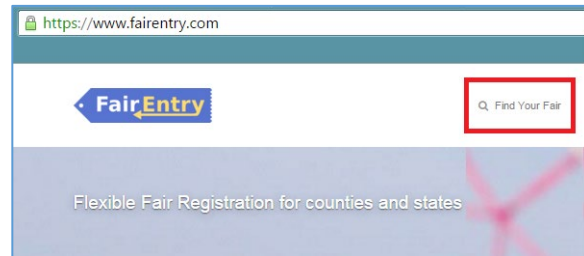 https://www.fairentry.com
FairEntry
Find Your Fair
Flexible Fair Registration for counties and states